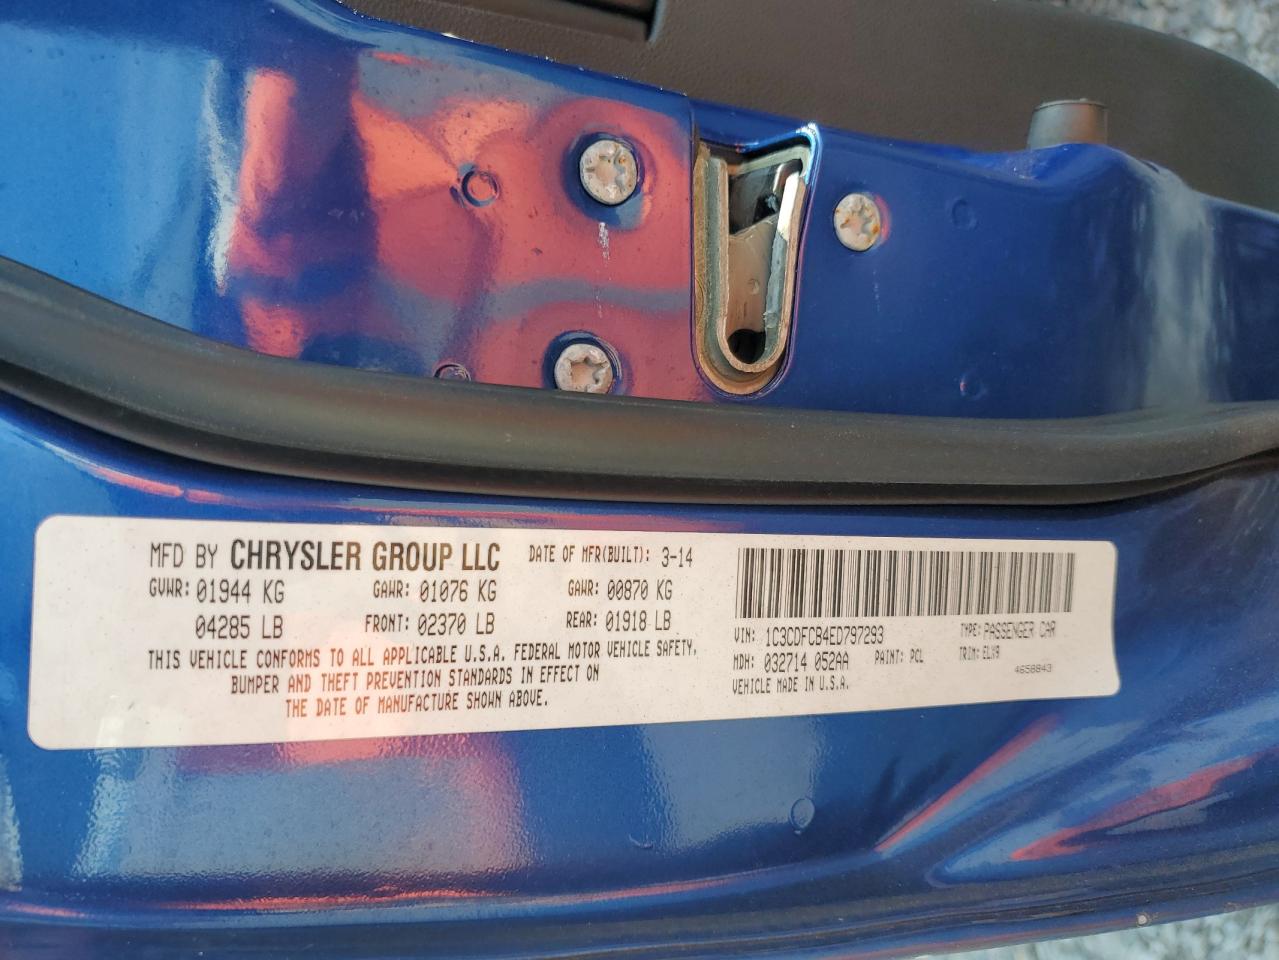 MFD BY CHRYSLER GROUP LLC DATE OF MFR(BUILT): 3-14
GVWR: 01944 KG GAWR: 01076 KG GAWR: 00870 KG
04285 LB FRONT: 02370 LB REAR: 01918 LB
THIS VEHICLE CONFORMS TO ALL APPLICABLE U.S.A. FEDERAL MOTOR VEHICLE SAFETY,
BUMPER AND THEFT PREVENTION STANDARDS IN EFFECT ON
THE DATE OF MANUFACTURE SHOWN ABOVE.
VIN: 1C3CDFCB4ED797293 TYPE: PASSENGER CAR
MDH: 032714 052AA PAINT: PCL TRIM: ELX9
VEHICLE MADE IN U.S.A. 4658843